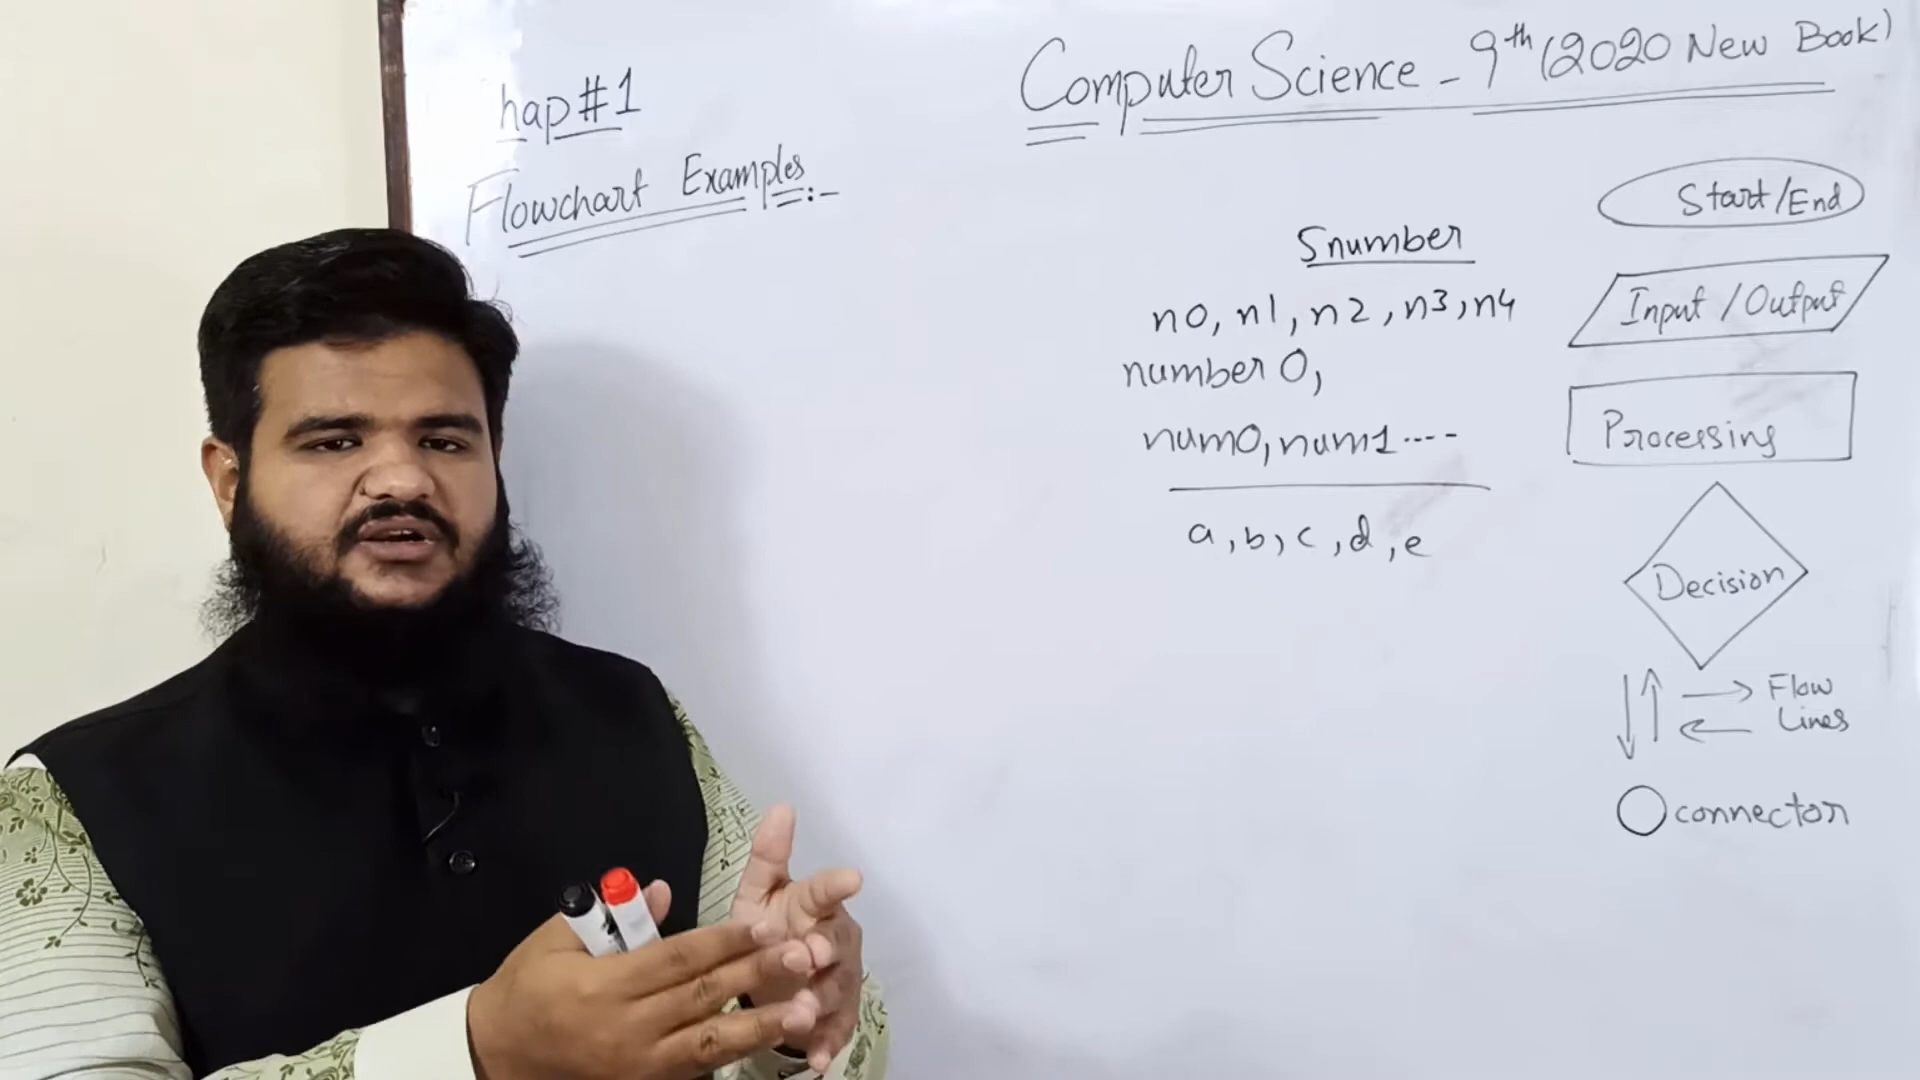 Computer Science - 9th (2020 New Book)
hap #1
Flowchart Examples:-
5number
n0, n1, n2, n3, n4
number 0,
num0, num1 ----
a, b, c, d, e
Start/End
Input/Output
Processing
Decision
Flow
Lines
connector